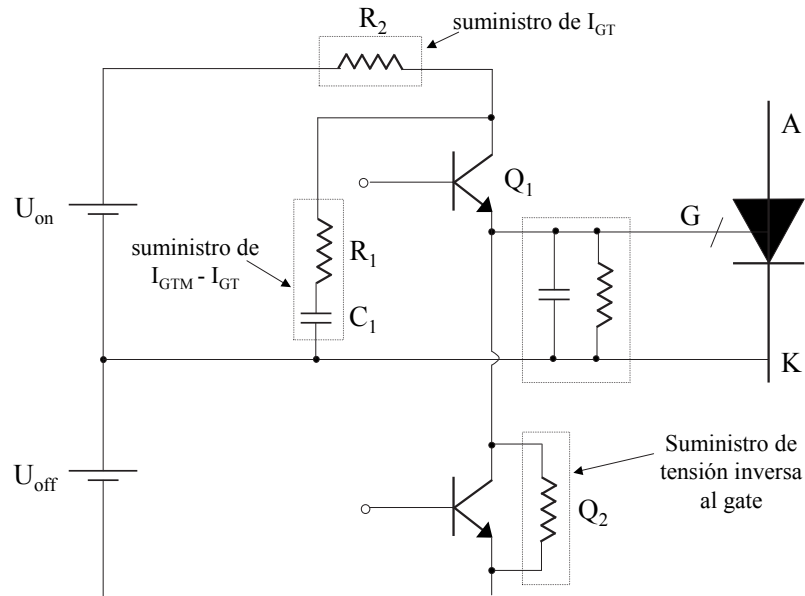 R2
suministro de IGT
A
Q1
Uon
G
suministro de
IGTM - IGT
R1
C1
K
Uoff
Suministro de
tensión inversa
al gate
Q2